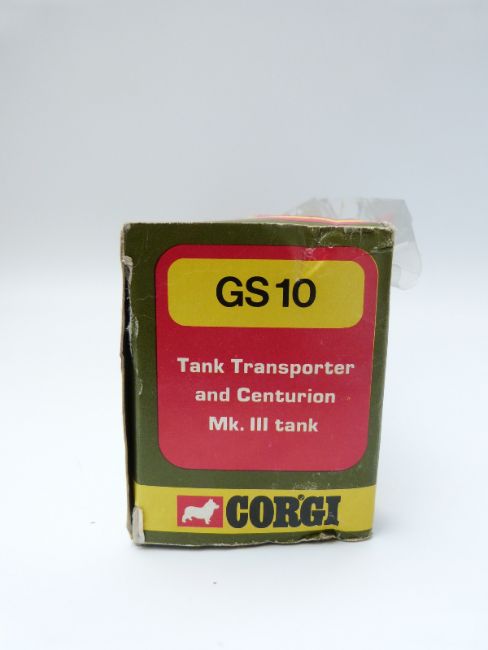 GS 10
Tank Transporter
and Centurion
Mk. III tank
CORGI